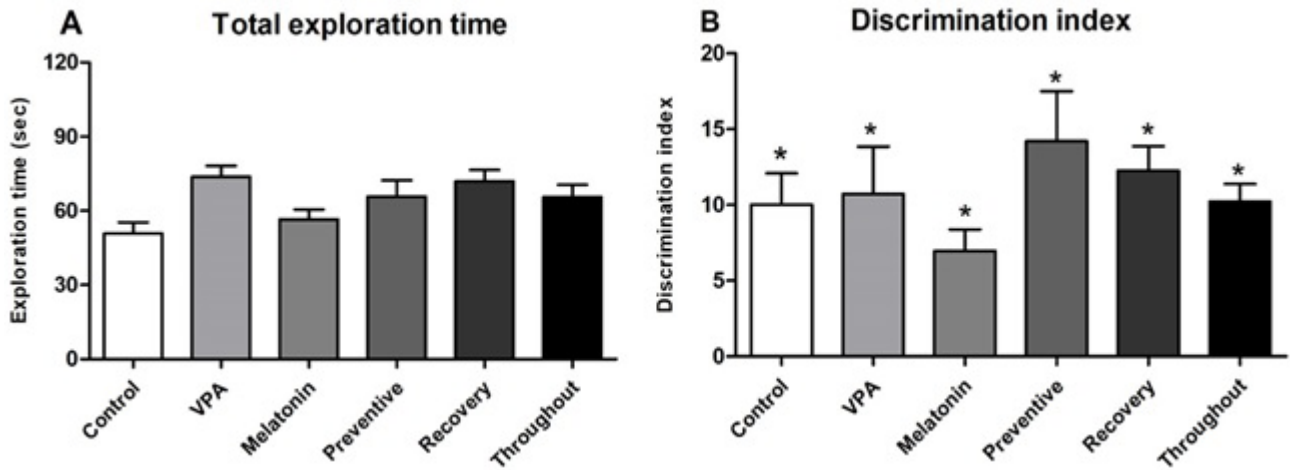 A
Total exploration time
Exploration time (sec)
120
90
60
30
0
Control
VPA
Melatonin
Preventive
Recovery
Throughout
B
Discrimination index
Discrimination index
20
15
10
5
0
*
*
*
*
*
*
Control
VPA
Melatonin
Preventive
Recovery
Throughout